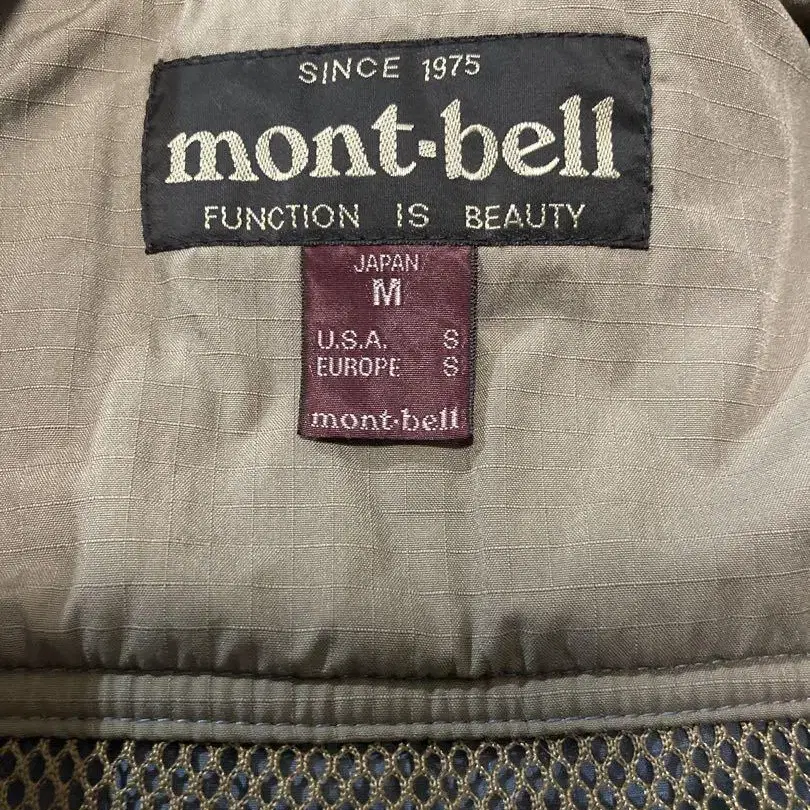 SINCE 1975
mont-bell
FUNCTION IS BEAUTY
JAPAN
M
U.S.A. S
EUROPE S
mont-bell